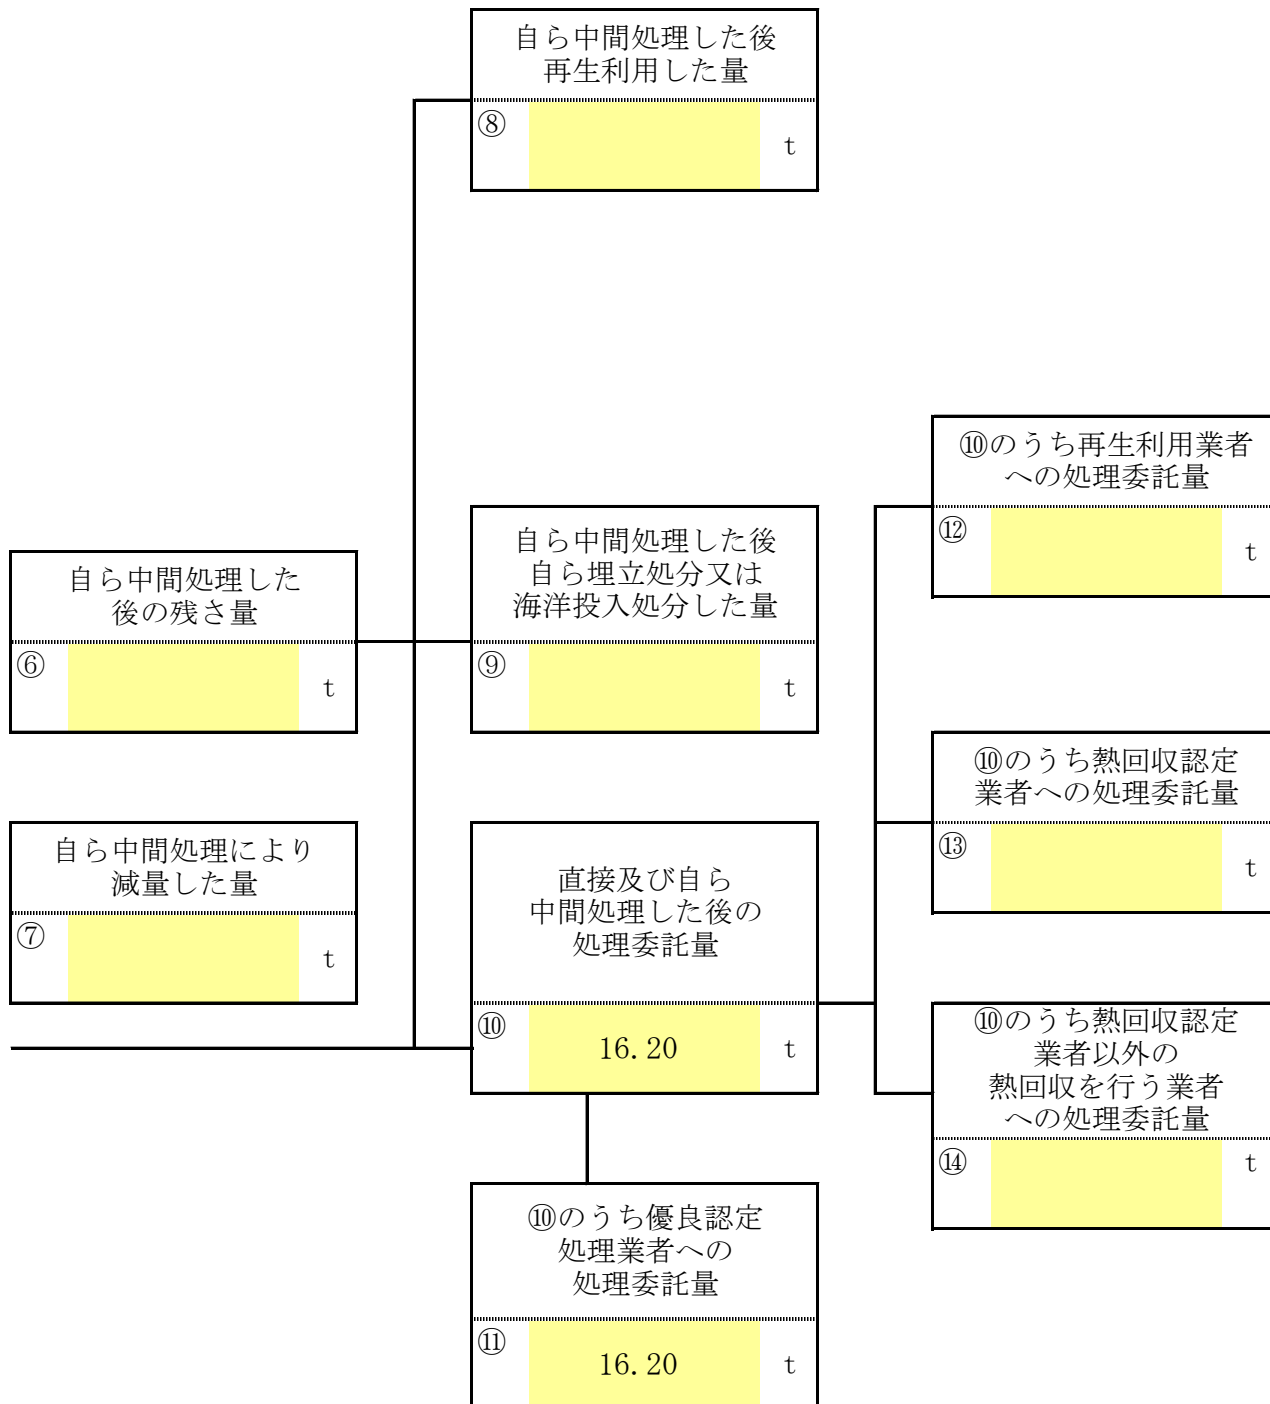 自ら中間処理した後
再生利用した量
⑧
t
⑩のうち再生利用業者
への処理委託量
⑫
t
自ら中間処理した後
自ら埋立処分又は
海洋投入処分した量
⑨
t
自ら中間処理した
後の残さ量
⑥
t
⑩のうち熱回収認定
業者への処理委託量
⑬
t
自ら中間処理により
減量した量
⑦
t
直接及び自ら
中間処理した後の
処理委託量
⑩ 16.20 t
⑩のうち熱回収認定
業者以外の
熱回収を行う業者
への処理委託量
⑭
t
⑩のうち優良認定
処理業者への
処理委託量
⑪ 16.20 t